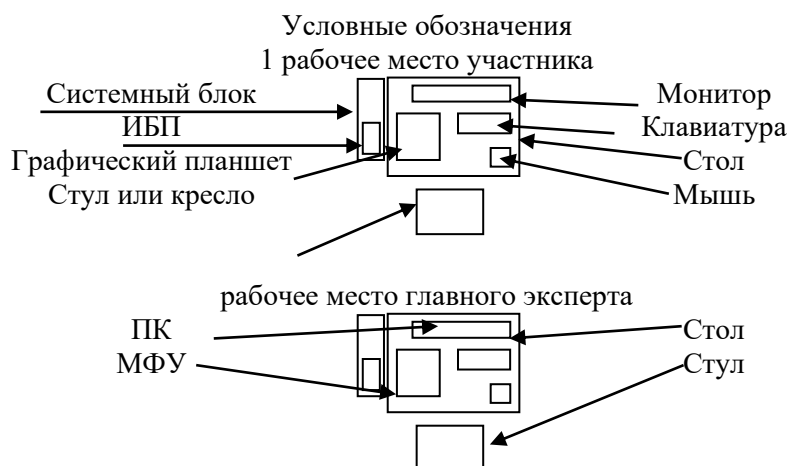 Условные обозначения
1 рабочее место участника
Системный блок
Монитор
ИБП
Клавиатура
Графический планшет
Стол
Стул или кресло
Мышь
рабочее место главного эксперта
ПК
Стол
МФУ
Стул